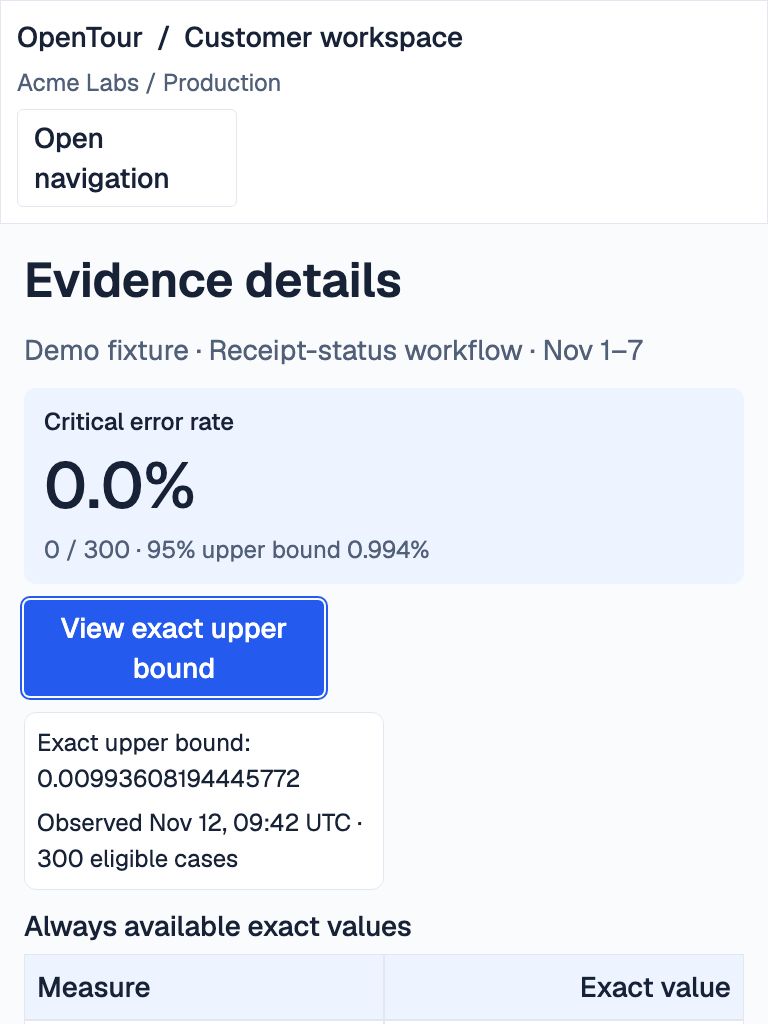 OpenTour / Customer workspace
Acme Labs / Production
Open
navigation
Evidence details
Demo fixture · Receipt-status workflow · Nov 1–7
Critical error rate
0.0%
0 / 300 · 95% upper bound 0.994%
View exact upper
bound
Exact upper bound:
0.00993608194445772
Observed Nov 12, 09:42 UTC ·
300 eligible cases
Always available exact values
Measure Exact value